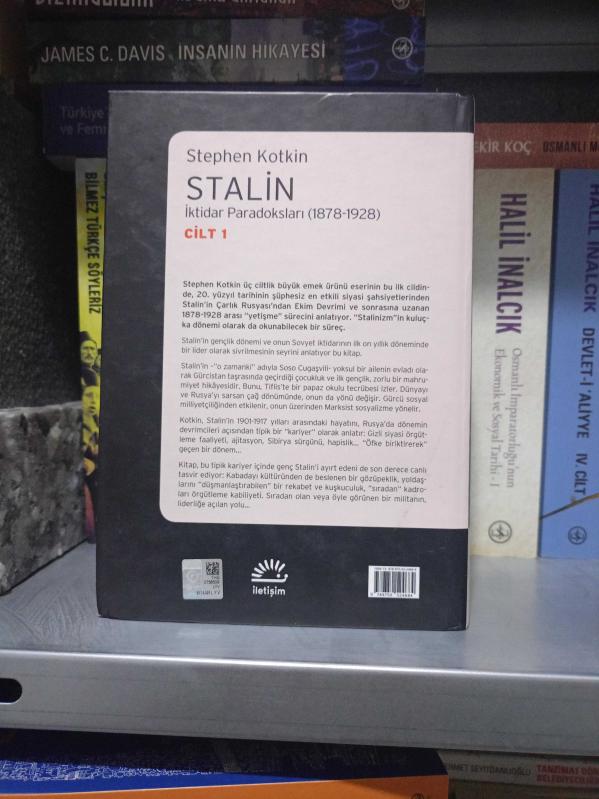 JAMES C. DAVIS İNSANIN HİKAYESİ
Türkiye
ve Femi
BİLMEZ TÜRKÇE SÖYLERİZ
Stephen Kotkin
STALİN
İktidar Paradoksları (1878-1928)
CİLT 1
Stephen Kotkin üç ciltlik büyük emek ürünü eserinin bu ilk cildin-
de, 20. yüzyıl tarihinin şüphesiz en etkili siyasi şahsiyetlerinden
Stalin'in Çarlık Rusyası'ndan Ekim Devrimi ve sonrasına uzanan
1878-1928 arası "yetişme" sürecini anlatıyor. "Stalinizm"in kuluç-
ka dönemi olarak da okunabilecek bir süreç.
Stalin'in gençlik dönemi ve onun Sovyet iktidarının ilk on yıllık döneminde
bir lider olarak sivrilmesinin seyrini anlatıyor bu kitap.
Stalin'in -"o zamanki" adıyla Soso Cugaşvili- yoksul bir ailenin evladı ola-
rak Gürcistan taşrasında geçirdiği çocukluk ve ilk gençlik, zorlu bir mahru-
miyet hikâyesidir. Bunu, Tiflis'te bir papaz okulu tecrübesi izler. Dünyayı
ve Rusya'yı sarsan çağ dönümünde, onun da yönü değişir. Gürcü sosyal
milliyetçiliğinden etkilenir, onun üzerinden Marksist sosyalizme yönelir.
Kotkin, Stalin'in 1901-1917 yılları arasındaki hayatını, Rusya'da dönemin
devrimcileri açısından tipik bir "kariyer" olarak anlatır: Gizli siyasi örgüt-
leme faaliyeti, ajitasyon, Sibirya sürgünü, hapislik... "Öfke biriktirerek"
geçen bir dönem...
Kitap, bu tipik kariyer içinde genç Stalin'i ayırt edeni de son derece canlı
tasvir ediyor: Kabadayı kültüründen de beslenen bir gözüpeklik, yoldaş-
larını "düşmanlaştırabilen" bir rekabet ve kuşkuculuk, "sıradan" kadro-
ları örgütleme kabiliyeti. Sıradan olan veya öyle görünen bir militanın,
liderliğe açılan yolu...
iletişim
EKİR KOÇ
OSMANLI M
HALİL İNALCIK
Osmanlı İmparatorluğu'nun
Ekonomik ve Sosyal Tarihi - I
HALİL İNALCIK
DEVLET-İ 'ALİYYE
IV. CİLT
HMET SEYİTDANLIOĞLU
TANZİMAT DÖN
BELEDİYECİLİĞ